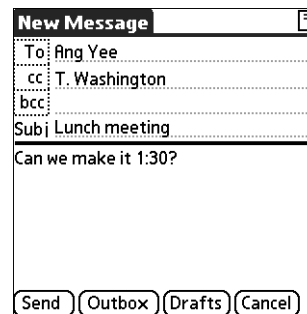 New Message
To Ang Yee
cc T. Washington
bcc
Subj Lunch meeting
Can we make it 1:30?
Send Outbox Drafts Cancel